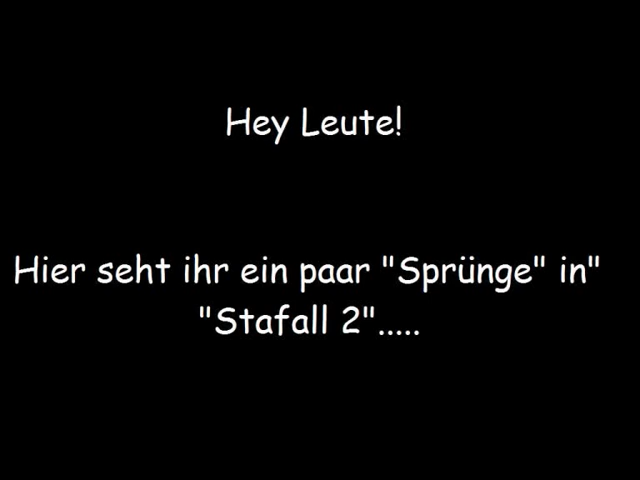 Hey Leute!
Hier seht ihr ein paar "Sprünge" in"
"Stafall 2".....